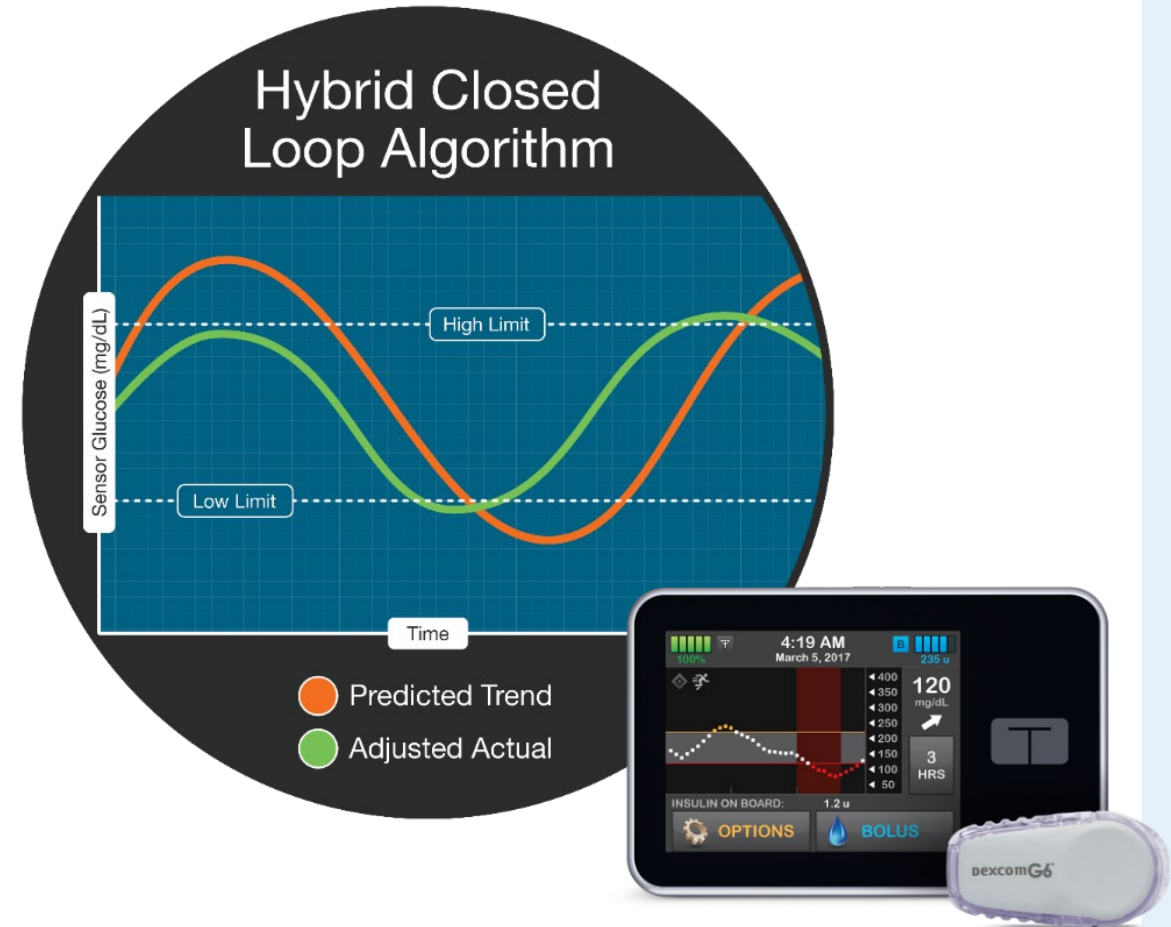 Hybrid Closed
Loop Algorithm
Sensor Glucose (mg/dL)
High Limit
Low Limit
Time
Predicted Trend
Adjusted Actual
100%
4:19 AM
March 5, 2017
B
235 u
400
350
300
250
200
150
100
50
120
mg/dL
3
HRS
INSULIN ON BOARD: 1.2 u
OPTIONS
BOLUS
Dexcom G6